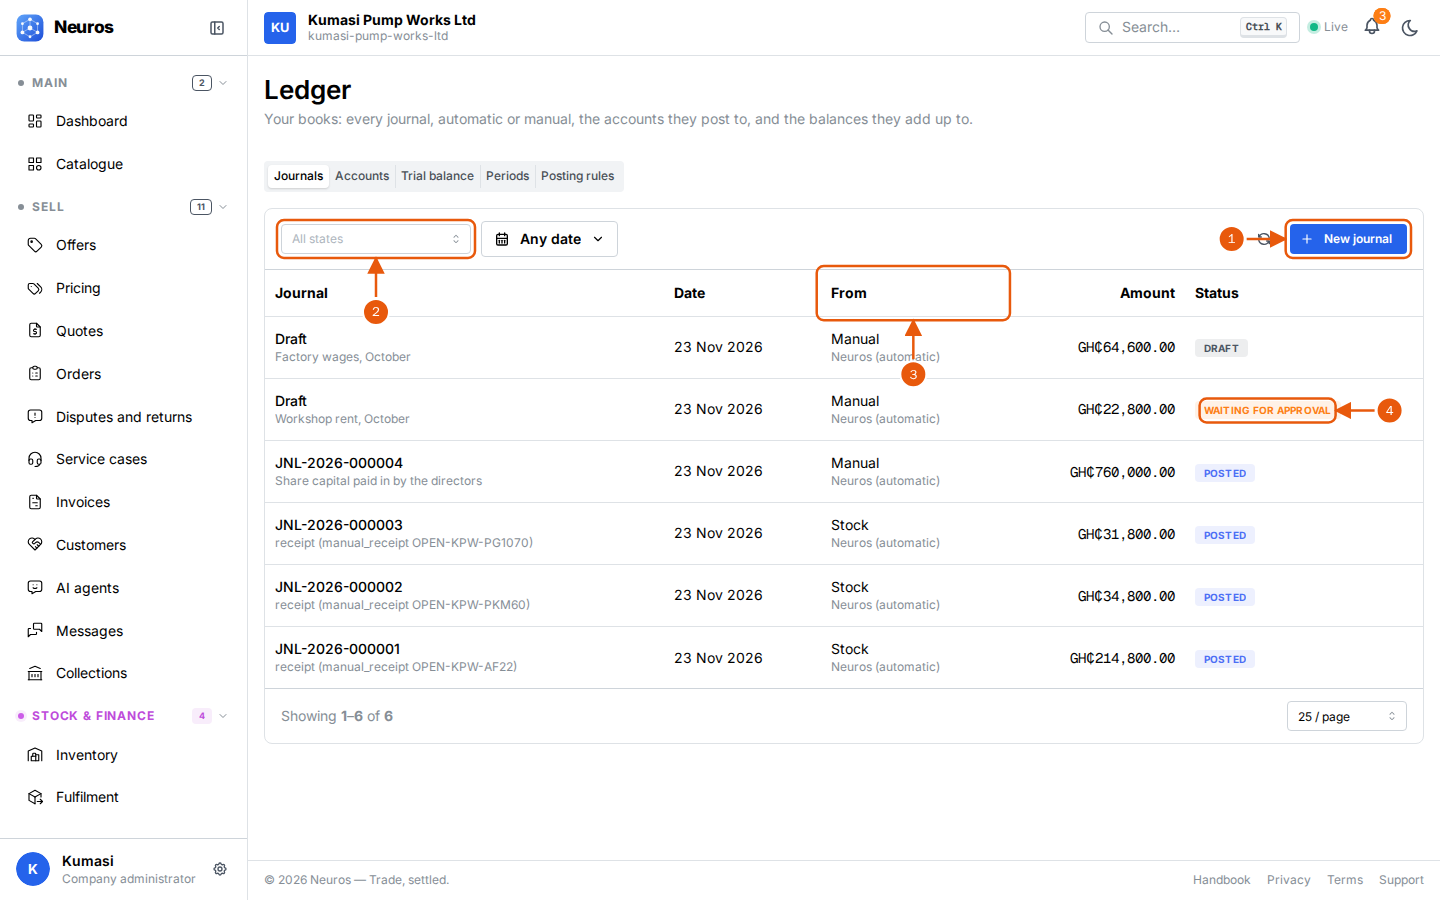 Neuros
KU
Kumasi Pump Works Ltd
kumasi-pump-works-ltd
Search...
Ctrl K
Live
3
MAIN
2
Dashboard
Catalogue
SELL
11
Offers
Pricing
Quotes
Orders
Disputes and returns
Service cases
Invoices
Customers
AI agents
Messages
Collections
STOCK & FINANCE
4
Inventory
Fulfilment
K
Kumasi
Company administrator
Ledger
Your books: every journal, automatic or manual, the accounts they post to, and the balances they add up to.
Journals
Accounts
Trial balance
Periods
Posting rules
All states
Any date
1
New journal
2
3
4
Journal
Date
From
Amount
Status
Draft
Factory wages, October
23 Nov 2026
Manual
Neuros (automatic)
GH₵64,600.00
DRAFT
Draft
Workshop rent, October
23 Nov 2026
Manual
Neuros (automatic)
GH₵22,800.00
WAITING FOR APPROVAL
JNL-2026-000004
Share capital paid in by the directors
23 Nov 2026
Manual
Neuros (automatic)
GH₵760,000.00
POSTED
JNL-2026-000003
receipt (manual_receipt OPEN-KPW-PG1070)
23 Nov 2026
Stock
Neuros (automatic)
GH₵31,800.00
POSTED
JNL-2026-000002
receipt (manual_receipt OPEN-KPW-PKM60)
23 Nov 2026
Stock
Neuros (automatic)
GH₵34,800.00
POSTED
JNL-2026-000001
receipt (manual_receipt OPEN-KPW-AF22)
23 Nov 2026
Stock
Neuros (automatic)
GH₵214,800.00
POSTED
Showing 1–6 of 6
25 / page
© 2026 Neuros — Trade, settled.
Handbook
Privacy
Terms
Support